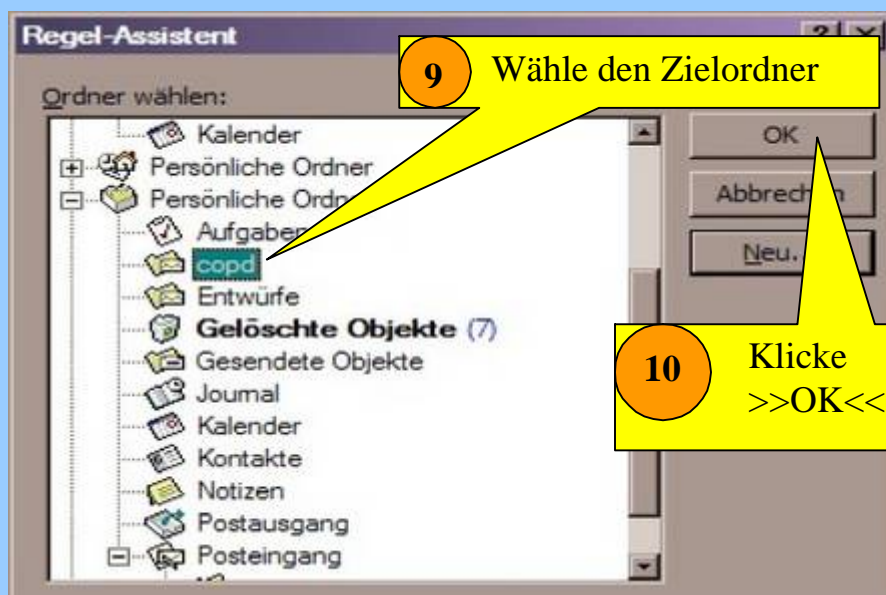 Regel-Assistent
9 Wähle den Zielordner
Ordner wählen:
Kalender
OK
Persönliche Ordner
Persönliche Ordn
Abbrech n
Aufgaben
copd
Neu.
Entwürfe
Gelöschte Objekte (7)
Gesendete Objekte
10 Klicke
>>OK<<
Journal
Kalender
Kontakte
Notizen
Postausgang
Posteingang